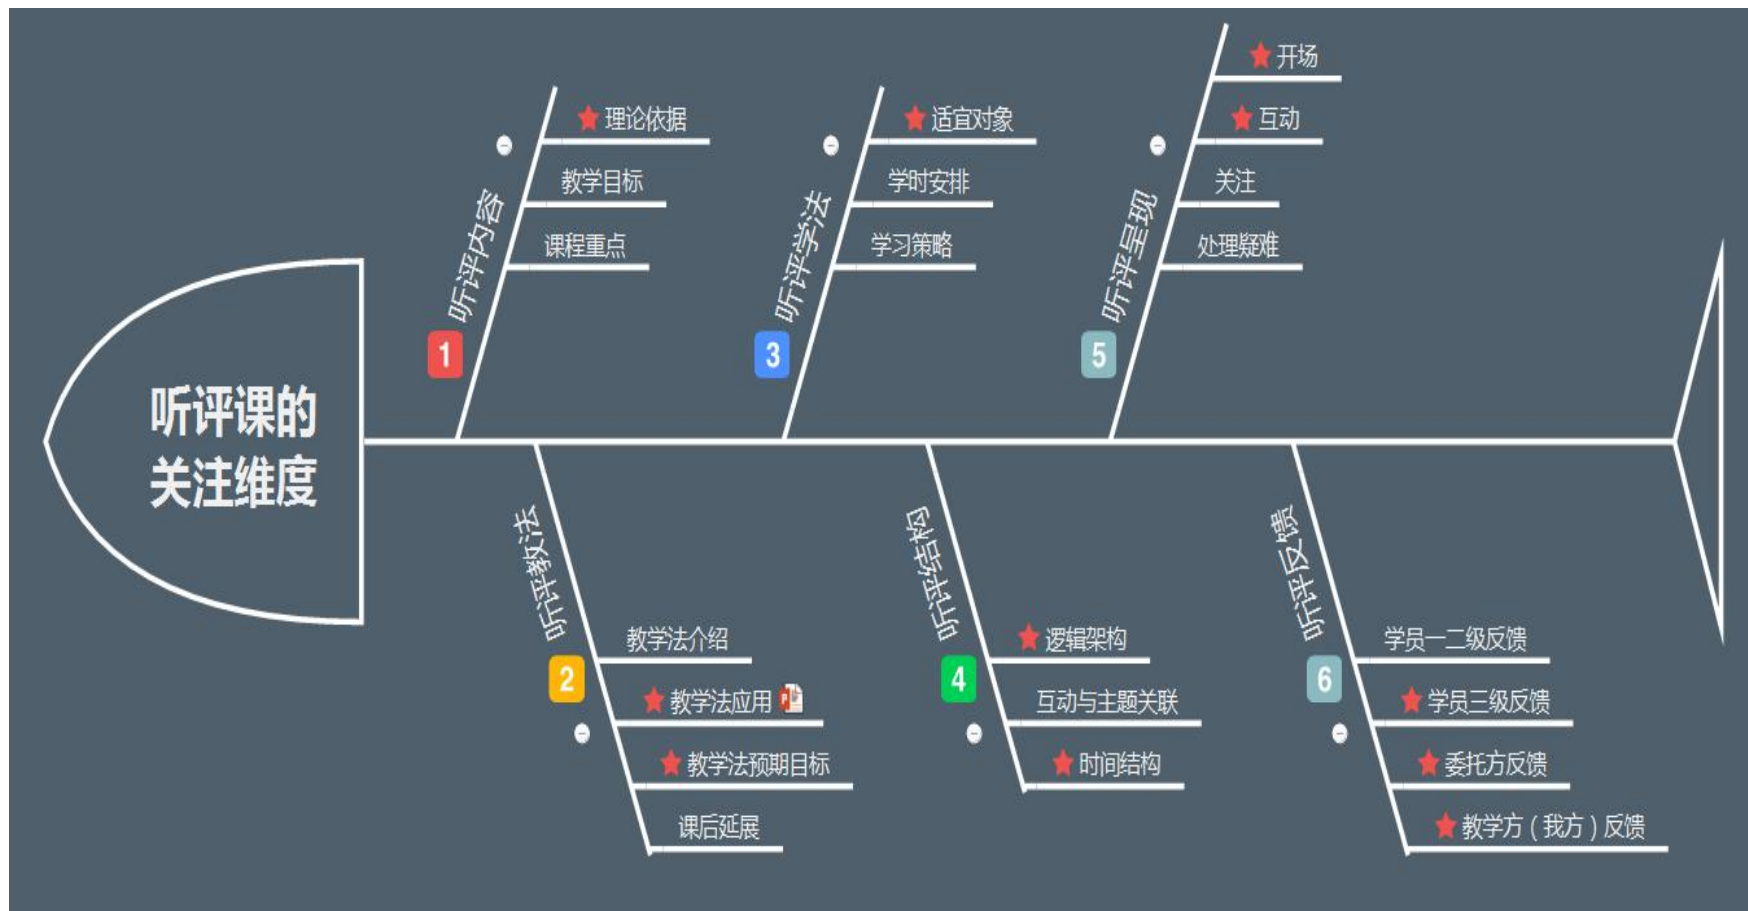 听评课的
关注维度
1
听评内容
理论依据
教学目标
课程重点
2
听评教法
教学法介绍
教学法应用
教学法预期目标
课后延展
3
听评学法
适宜对象
学时安排
学习策略
4
听评结构
逻辑架构
互动与主题关联
时间结构
5
听评呈现
开场
互动
关注
处理疑难
6
听评反馈
学员一二级反馈
学员三级反馈
委托方反馈
教学方（我方）反馈